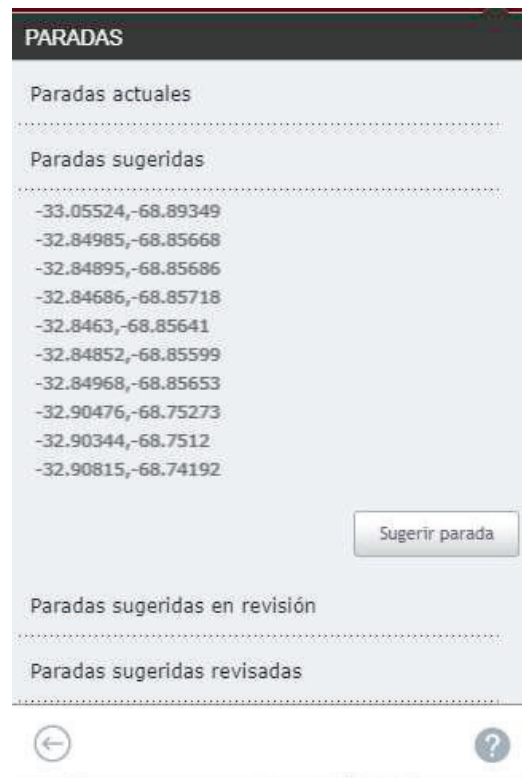 PARADAS
Paradas actuales
Paradas sugeridas
-33.05524,-68.89349
-32.84985,-68.85668
-32.84895,-68.85686
-32.84686,-68.85718
-32.8463,-68.85641
-32.84852,-68.85599
-32.84968,-68.85653
-32.90476,-68.75273
-32.90344,-68.7512
-32.90815,-68.74192
Sugerir parada
Paradas sugeridas en revisión
Paradas sugeridas revisadas
?